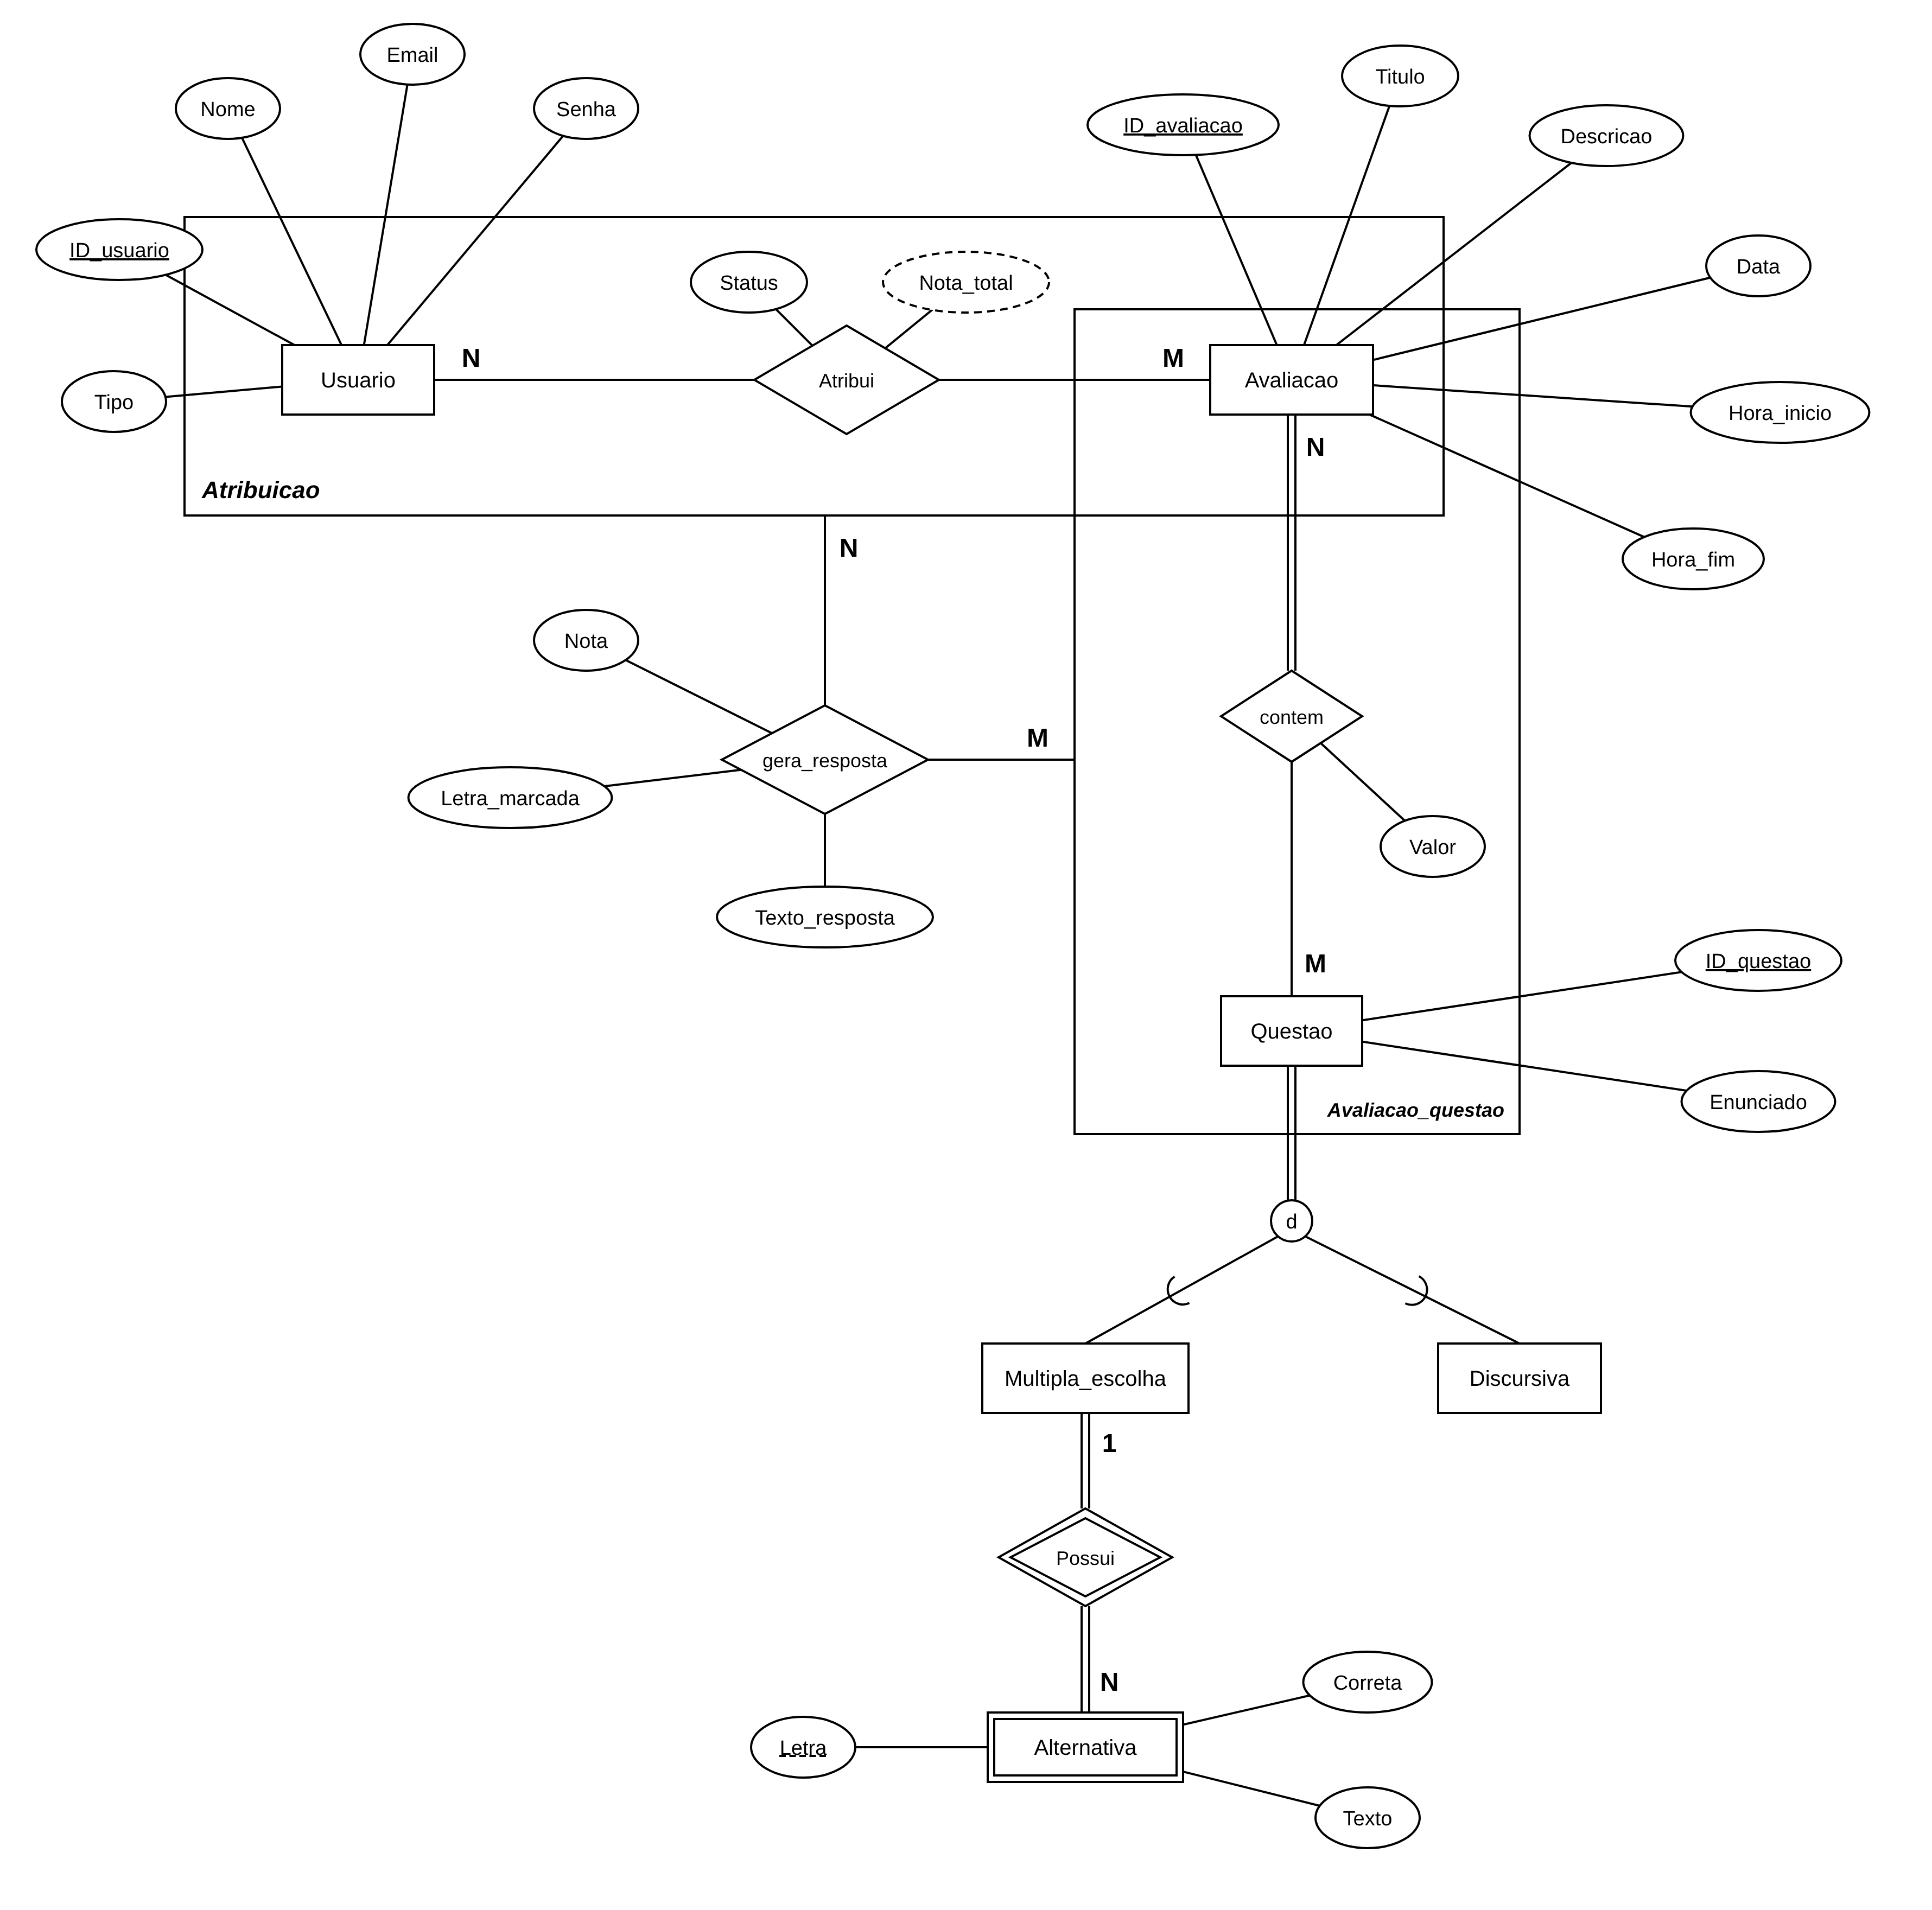 Email
Titulo
Nome
Senha
ID_avaliacao
Descricao
ID_usuario
Data
Status
Nota_total
N
M
Usuario
Atribui
Avaliacao
Tipo
Hora_inicio
N
Atribuicao
N
Hora_fim
Nota
contem
M
gera_resposta
Letra_marcada
Valor
Texto_resposta
M
ID_questao
Questao
Enunciado
Avaliacao_questao
d
Multipla_escolha
Discursiva
1
Possui
N
Correta
Letra
Alternativa
Texto